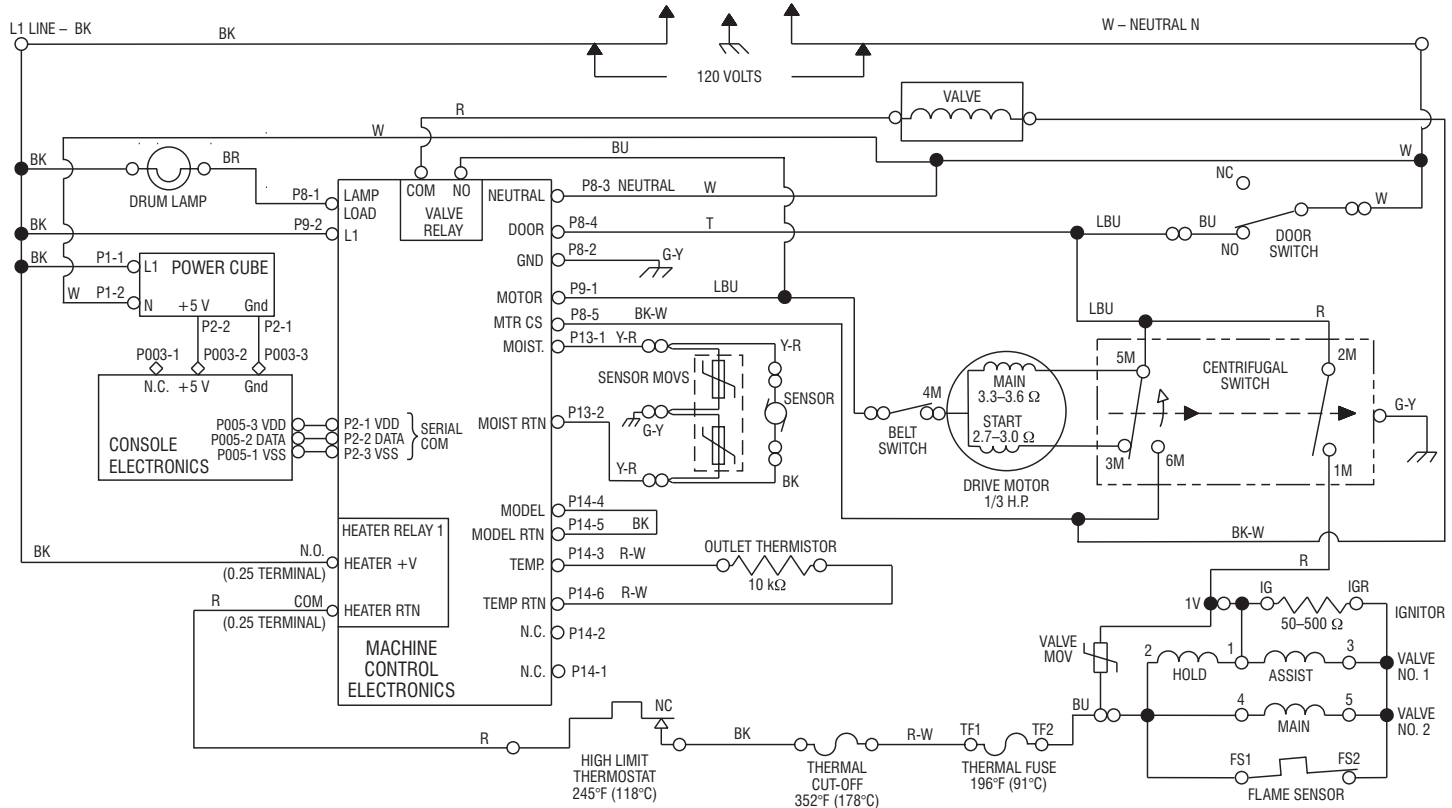 L1 LINE – BK
BK
W – NEUTRAL N
120 VOLTS
VALVE
R
W
BU
W
BK
BR
DRUM LAMP
P8-1
LAMP
LOAD
COM
NO
VALVE
RELAY
NEUTRAL
P8-3 NEUTRAL
W
NC
BK
P9-2
L1
DOOR
P8-4
T
LBU
BU
NO
W
DOOR
SWITCH
BK
P1-1
L1
POWER CUBE
GND
P8-2
G-Y
W
P1-2
N
+5 V
Gnd
MOTOR
P9-1
LBU
P2-2
P2-1
MTR CS
P8-5
BK-W
LBU
R
P003-1
P003-2
P003-3
MOIST.
P13-1
Y-R
Y-R
N.C.
+5 V
Gnd
SENSOR MOVS
SENSOR
5M
2M
CENTRIFUGAL
SWITCH
4M
MAIN
3.3–3.6 Ω
START
2.7–3.0 Ω
BELT
SWITCH
G-Y
MOIST RTN
P13-2
G-Y
P005-3 VDD
P005-2 DATA
P005-1 VSS
P2-1 VDD
P2-2 DATA
P2-3 VSS
SERIAL
COM
CONSOLE
ELECTRONICS
Y-R
BK
3M
6M
1M
DRIVE MOTOR
1/3 H.P.
MODEL
P14-4
MODEL RTN
P14-5
BK
HEATER RELAY 1
BK
N.O.
(0.25 TERMINAL)
HEATER +V
TEMP.
P14-3
R-W
OUTLET THERMISTOR
10 kΩ
BK-W
R
R
COM
(0.25 TERMINAL)
HEATER RTN
TEMP RTN
P14-6
R-W
N.C.
P14-2
N.C.
P14-1
MACHINE
CONTROL
ELECTRONICS
1V
IG
IGR
IGNITOR
50–500 Ω
VALVE
MOV
2
1
3
HOLD
ASSIST
VALVE
NO. 1
BU
4
5
MAIN
VALVE
NO. 2
R
NC
BK
R-W
TF1
TF2
FS1
FS2
FLAME SENSOR
HIGH LIMIT
THERMOSTAT
245°F (118°C)
THERMAL
CUT-OFF
352°F (178°C)
THERMAL FUSE
196°F (91°C)